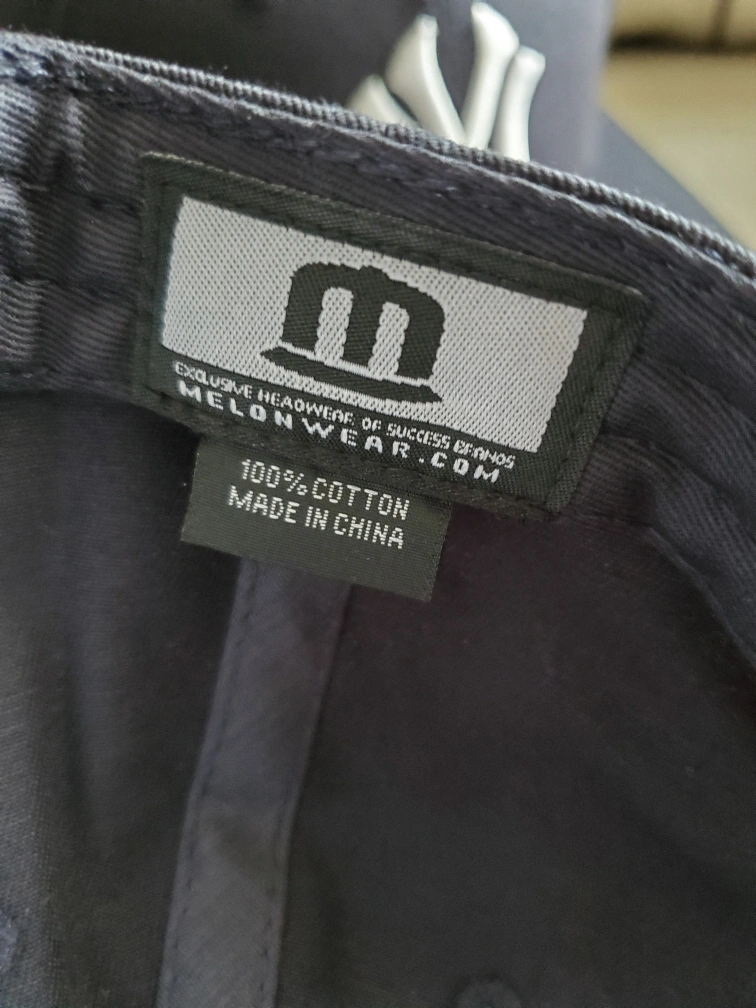 m
EXCLUSIVE HEADWEAR OF SUCCESS BRANDS
MELONWEAR.COM
100% COTTON
MADE IN CHINA